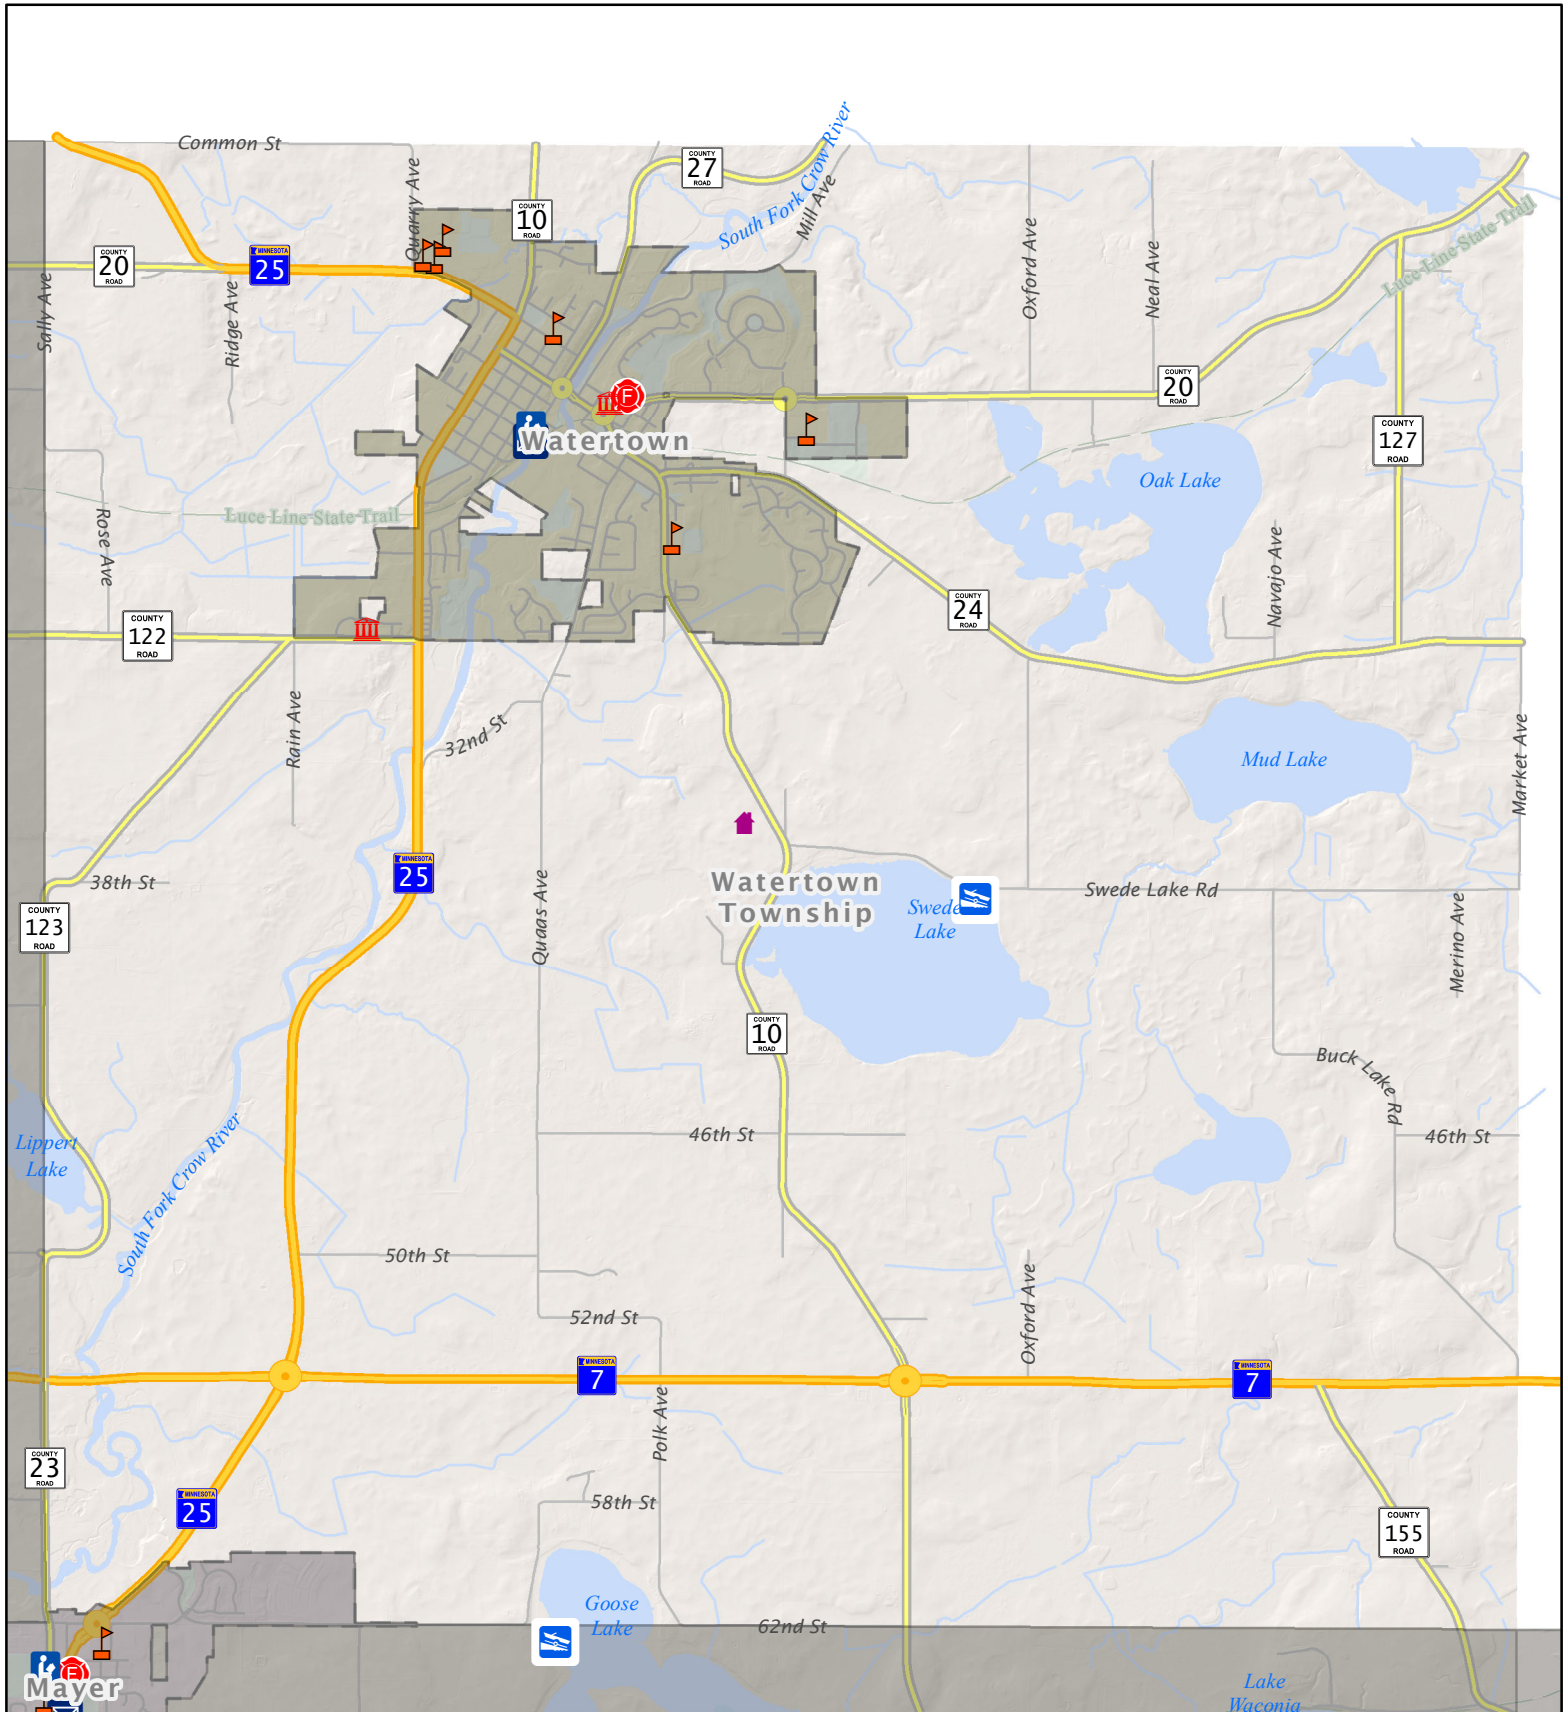 Common St
Quarry Ave
COUNTY
27
ROAD
South Fork Crow River
Mill Ave
COUNTY
10
ROAD
COUNTY
20
ROAD
MINNESOTA
25
Sally Ave
Ridge Ave
Oxford Ave
Neal Ave
Luce Line State Trail
COUNTY
20
ROAD
F
Watertown
COUNTY
127
ROAD
Oak Lake
Luce Line State Trail
Rose Ave
Navajo Ave
COUNTY
24
ROAD
COUNTY
122
ROAD
Rain Ave
32nd St
Mud Lake
Market Ave
38th St
MINNESOTA
25
Quaas Ave
Watertown
Township
Swede
Lake
Swede Lake Rd
COUNTY
123
ROAD
Merino Ave
COUNTY
10
ROAD
Buck Lake Rd
Lippert
Lake
South Fork Crow River
46th St
46th St
50th St
Oxford Ave
52nd St
MINNESOTA
7
MINNESOTA
7
Polk Ave
COUNTY
23
ROAD
MINNESOTA
25
58th St
COUNTY
155
ROAD
Goose
Lake
62nd St
F
Mayer
Lake
Waconia